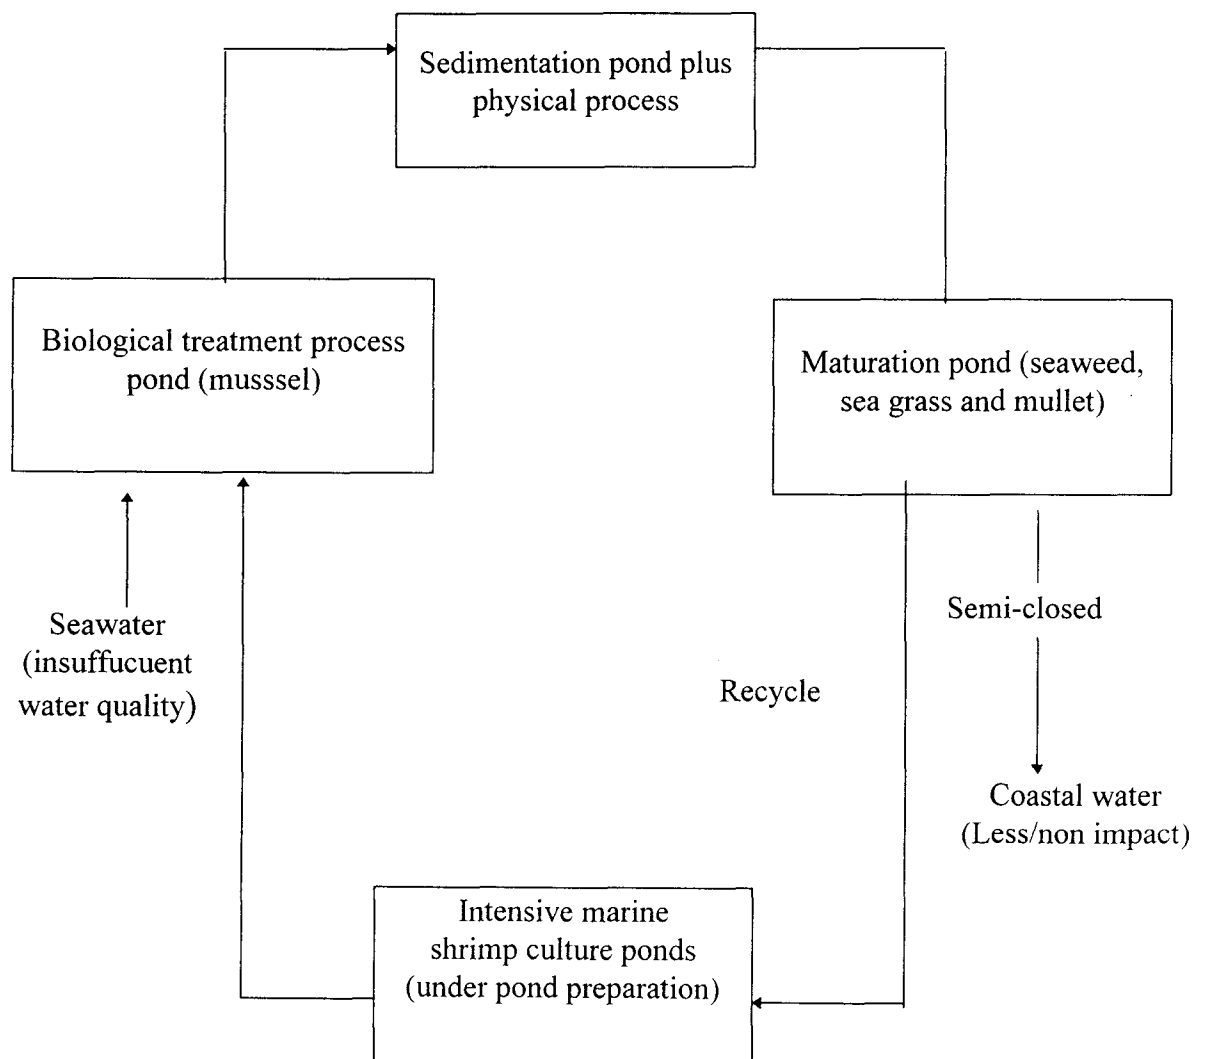 Sedimentation pond plus
physical process
Biological treatment process
pond (musssel)
Maturation pond (seaweed,
sea grass and mullet)
Seawater
(insuffucuent
water quality)
Semi-closed
Recycle
Coastal water
(Less/non impact)
Intensive marine
shrimp culture ponds
(under pond preparation)